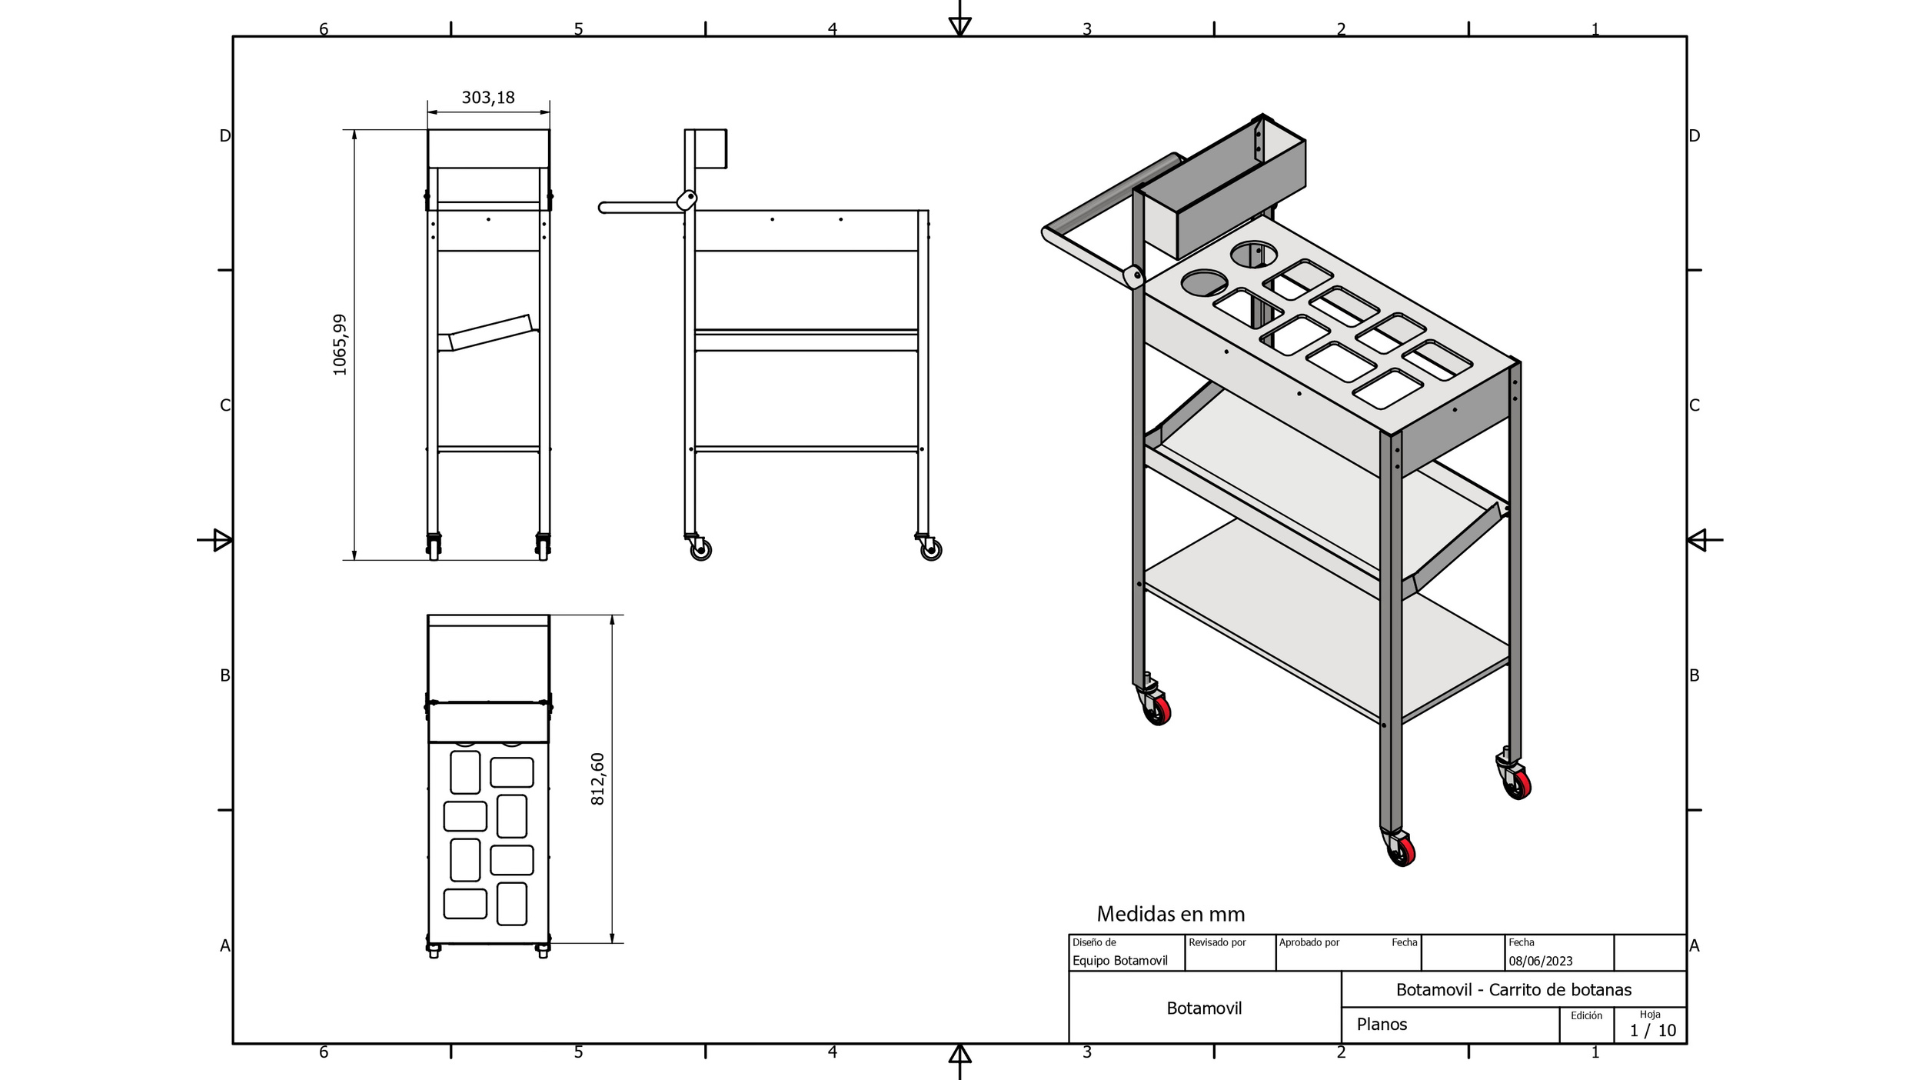 6 5 4 3 2 1
303,18
D D
1065,99
C C
B B
812,60
Medidas en mm
A A
Diseño de Revisado por Aprobado por Fecha Fecha
Equipo Botamovil 08/06/2023
Botamovil - Carrito de botanas
Botamovil
Planos Edición Hoja
1 / 10
6 5 4 3 2 1